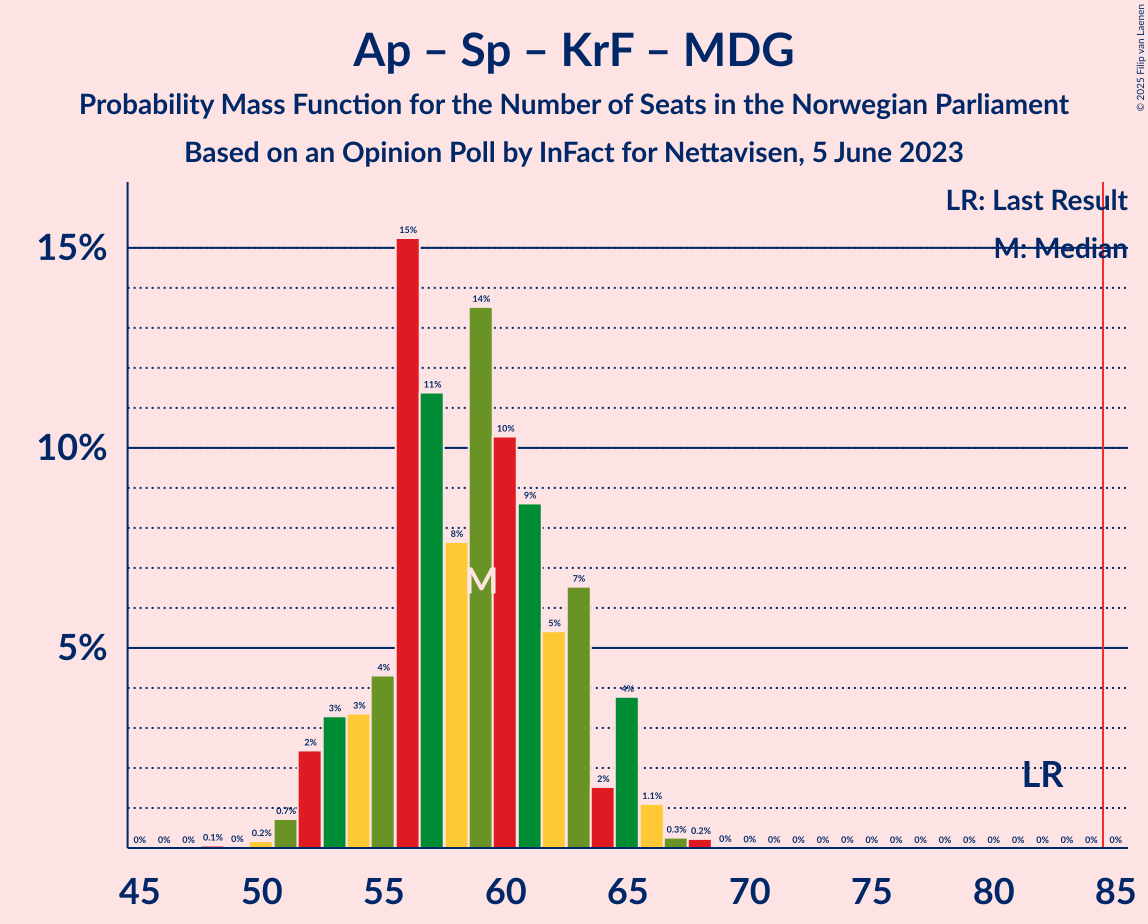 Ap – Sp – KrF – MDG
Probability Mass Function for the Number of Seats in the Norwegian Parliament
Based on an Opinion Poll by InFact for Nettavisen, 5 June 2023
© 2025 Filip van Laenen
LR: Last Result
M: Median
15%
10%
5%
0% 0% 0% 0.1% 0% 0.2% 0.7% 2% 3% 3% 4% 15% 11% 8% 14% 10% 9% 5% 7% 2% 4% 1.1% 0.3% 0.2% 0% 0% 0% 0% 0% 0% 0% 0% 0% 0% 0% 0% 0% 0% 0% 0% 0%
M
LR
45 50 55 60 65 70 75 80 85